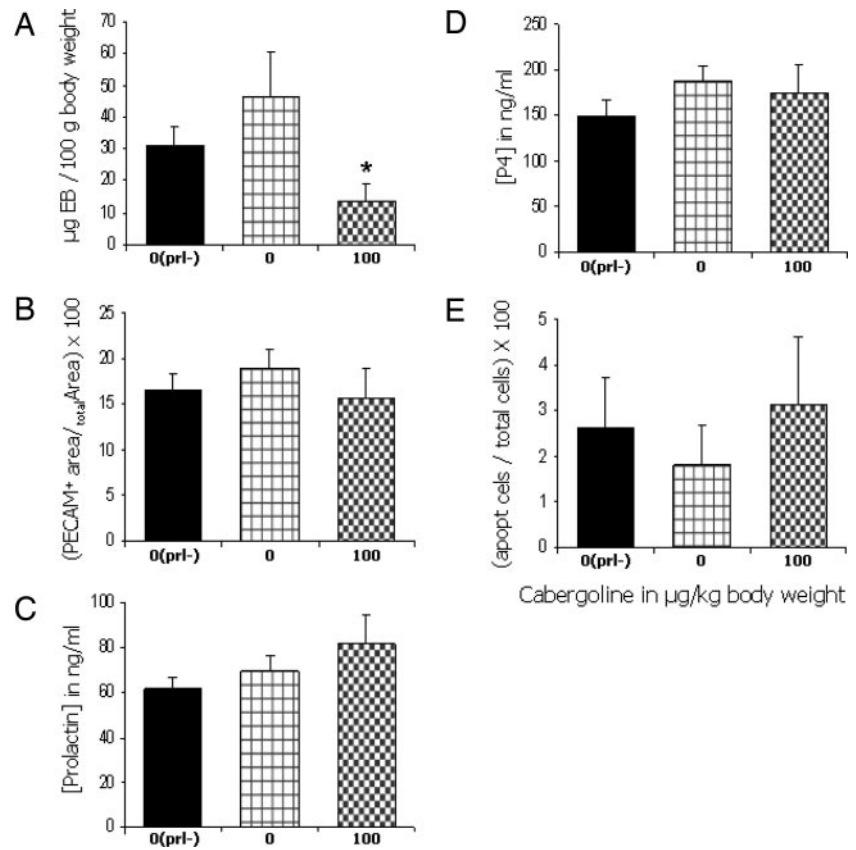 A
µg EB / 100 g body weight
70
60
50
40
30
20
10
0
*
0(prl-) 0 100
B
(PECAM+ area/totalArea) x 100
25
20
15
10
5
0
0(prl-) 0 100
C
[Prolactin] in ng/ml
100
80
60
40
20
0
0(prl-) 0 100
D
[P4] in ng/ml
250
200
150
100
50
0
0(prl-) 0 100
E
(apopt cels / total cells) X 100
5
4
3
2
1
0
0(prl-) 0 100
Cabergoline in µg/kg body weight